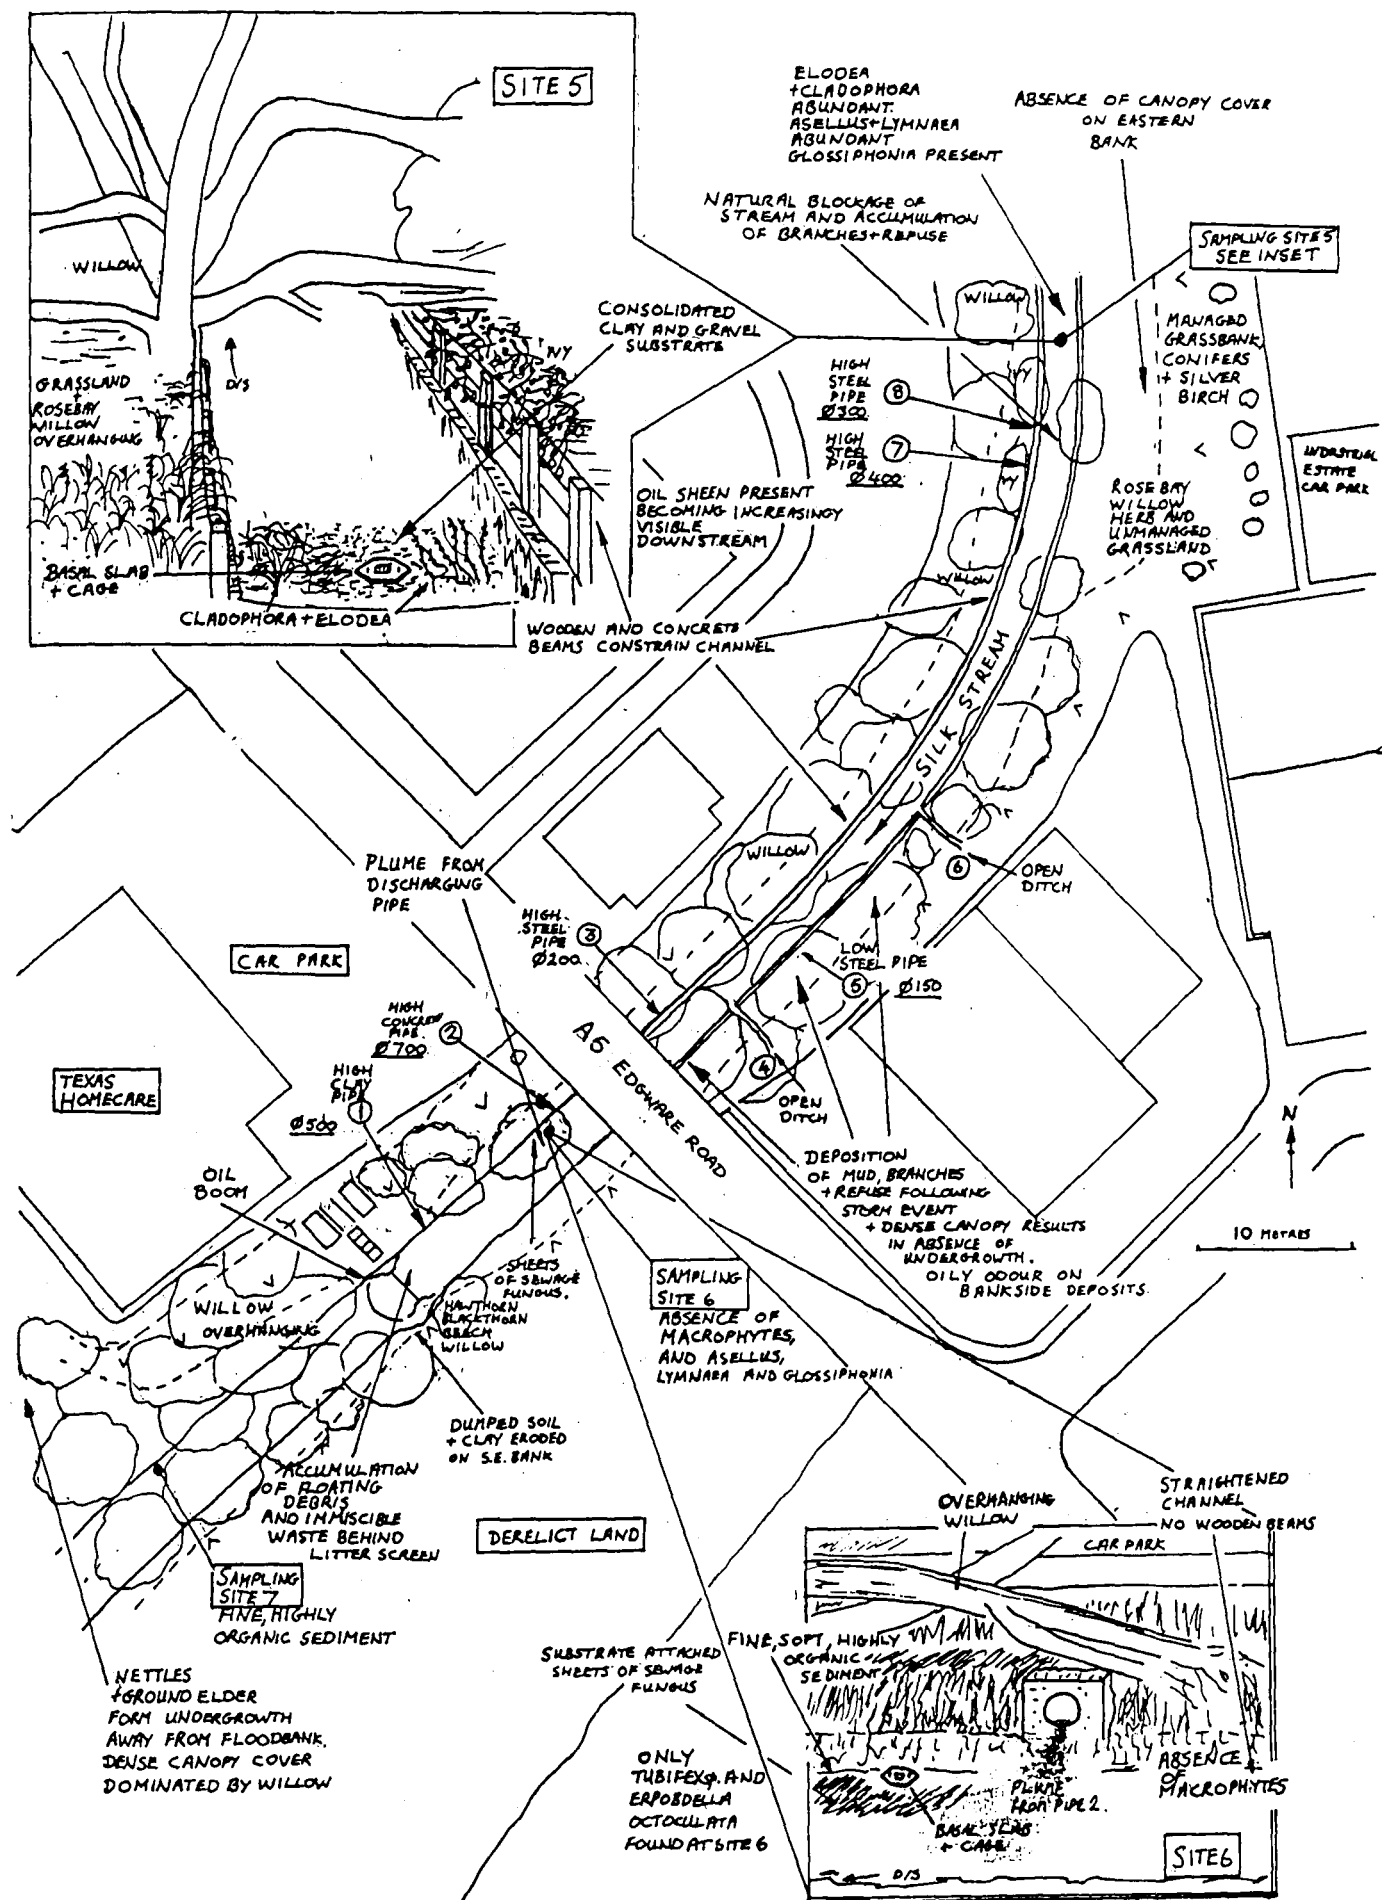 SITE 5
WILLOW
GRASSLAND
+
ROSEBAY
WILLOW
OVERHANGING
D/S
BASAL SLAB
+ CAGE
CLADOPHORA + ELODEA
CONSOLIDATED
CLAY AND GRAVEL
SUBSTRATE
OIL SHEEN PRESENT
BECOMING INCREASINGY
VISIBLE
DOWNSTREAM
WOODEN AND CONCRETE
BEAMS CONSTRAIN CHANNEL
ELODEA
+CLADOPHORA
ABUNDANT.
ASELLUS+LYMNAEA
ABUNDANT
GLOSSIPHONIA PRESENT
ABSENCE OF CANOPY COVER
ON EASTERN
BANK
NATURAL BLOCKAGE OF
STREAM AND ACCUMULATION
OF BRANCHES+REFUSE
SAMPLING SITE 5
SEE INSET
WILLOW
MANAGED
GRASSBANK,
CONIFERS
+ SILVER
BIRCH
HIGH
STEEL
PIPE
Ø300
8
HIGH
STEEL
PIPE
Ø400
7
INDUSTRIAL
ESTATE
CAR PARK
ROSEBAY
WILLOW
HERB AND
UNMANAGED
GRASSLAND
WILLOW
SILK STREAM
WILLOW
6
OPEN
DITCH
PLUME FROM
DISCHARGING
PIPE
HIGH
STEEL
PIPE
Ø200
3
LOW
STEEL PIPE
5
Ø150
CAR PARK
HIGH
CONCRETE
PIPE
Ø700
2
A5 EDGWARE ROAD
4
OPEN
DITCH
TEXAS
HOMECARE
HIGH
CLAY
PIPE
1
Ø500
N
10 METRES
DEPOSITION
OF MUD, BRANCHES
+ REFUSE FOLLOWING
STORM EVENT
+ DENSE CANOPY RESULTS
IN ABSENCE OF
UNDERGROWTH.
OILY ODOUR ON
BANKSIDE DEPOSITS.
OIL
BOOM
SHEETS
OF SEWAGE
FUNGUS.
HAWTHORN
BLACKTHORN
BEECH
WILLOW
WILLOW
OVERHANGING
SAMPLING
SITE 6
ABSENCE OF
MACROPHYTES,
AND ASELLUS,
LYMNAEA AND GLOSSIPHONIA
DUMPED SOIL
+ CLAY ERODED
ON S.E. BANK
ACCUMULATION
OF FLOATING
DEBRIS
AND IMMISCIBLE
WASTE BEHIND
LITTER SCREEN
DERELICT LAND
SAMPLING
SITE 7
FINE, HIGHLY
ORGANIC SEDIMENT
NETTLES
+GROUND ELDER
FORM UNDERGROWTH
AWAY FROM FLOODBANK.
DENSE CANOPY COVER
DOMINATED BY WILLOW
OVERHANGING
WILLOW
STRAIGHTENED
CHANNEL
NO WOODEN BEAMS
CAR PARK
SUBSTRATE ATTACHED
SHEETS OF SEWAGE
FUNGUS
FINE, SOFT, HIGHLY
ORGANIC
SEDIMENT
ONLY
TUBIFEX AND
ERPOBDELLA
OCTOCULATA
FOUND AT SITE 6
PLUME
FROM PIPE 2.
BASAL SLAB
+ CAGE
ABSENCE
OF
MACROPHYTES
SITE 6
D/S